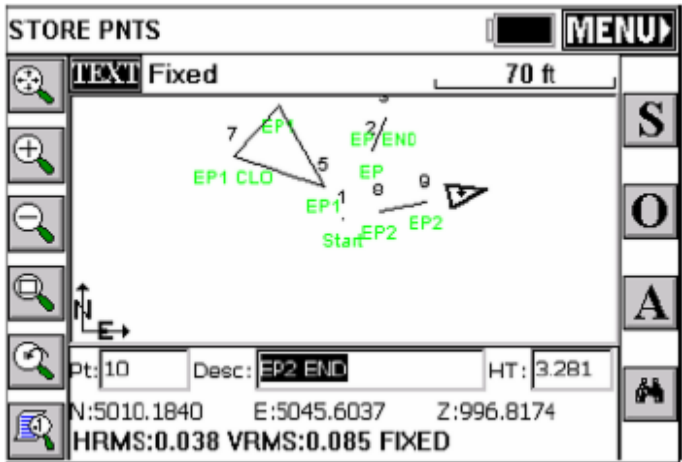 STORE PNTS MENU
TEXT Fixed 70 ft
S
O
A
7 EP1 2 EP END
EP1 CLO 5 EP
EP1 1 8 9
Start EP2 EP2
N
E
Pt: 10 Desc: EP2 END HT: 3.281
N:5010.1840 E:5045.6037 Z:996.8174
HRMS:0.038 VRMS:0.085 FIXED